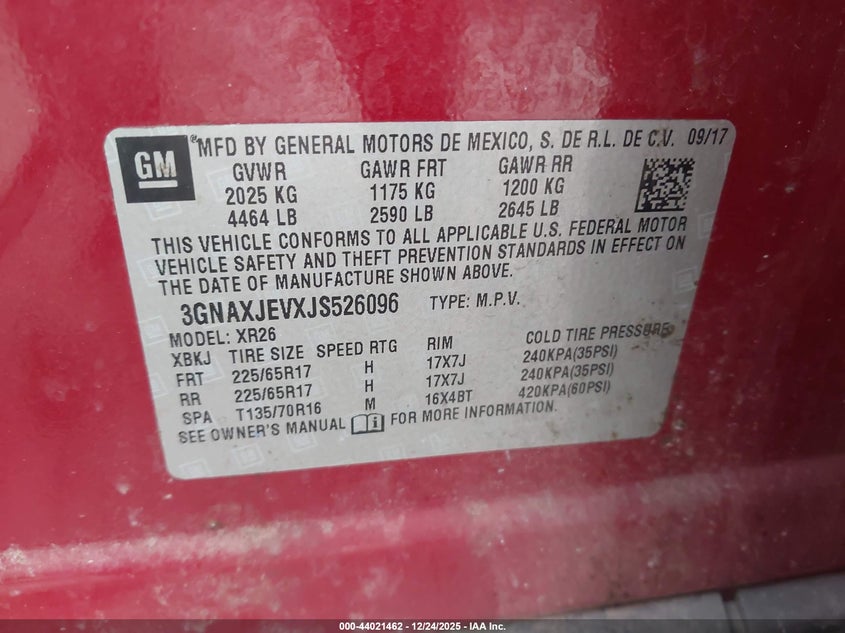 GM
® MFD BY GENERAL MOTORS DE MEXICO, S. DE R.L. DE C.V. 09/17
GVWR GAWR FRT GAWR RR
2025 KG 1175 KG 1200 KG
4464 LB 2590 LB 2645 LB
THIS VEHICLE CONFORMS TO ALL APPLICABLE U.S. FEDERAL MOTOR
VEHICLE SAFETY AND THEFT PREVENTION STANDARDS IN EFFECT ON
THE DATE OF MANUFACTURE SHOWN ABOVE.
3GNAXJEVXJS526096 TYPE: M.P.V.
MODEL: XR26
XBKJ TIRE SIZE SPEED RTG RIM COLD TIRE PRESSURE
FRT 225/65R17 H 17X7J 240KPA(35PSI)
RR 225/65R17 H 17X7J 240KPA(35PSI)
SPA T135/70R16 M 16X4BT 420KPA(60PSI)
SEE OWNER'S MANUAL FOR MORE INFORMATION.
000-44021462 - 12/24/2025 - IAA Inc.